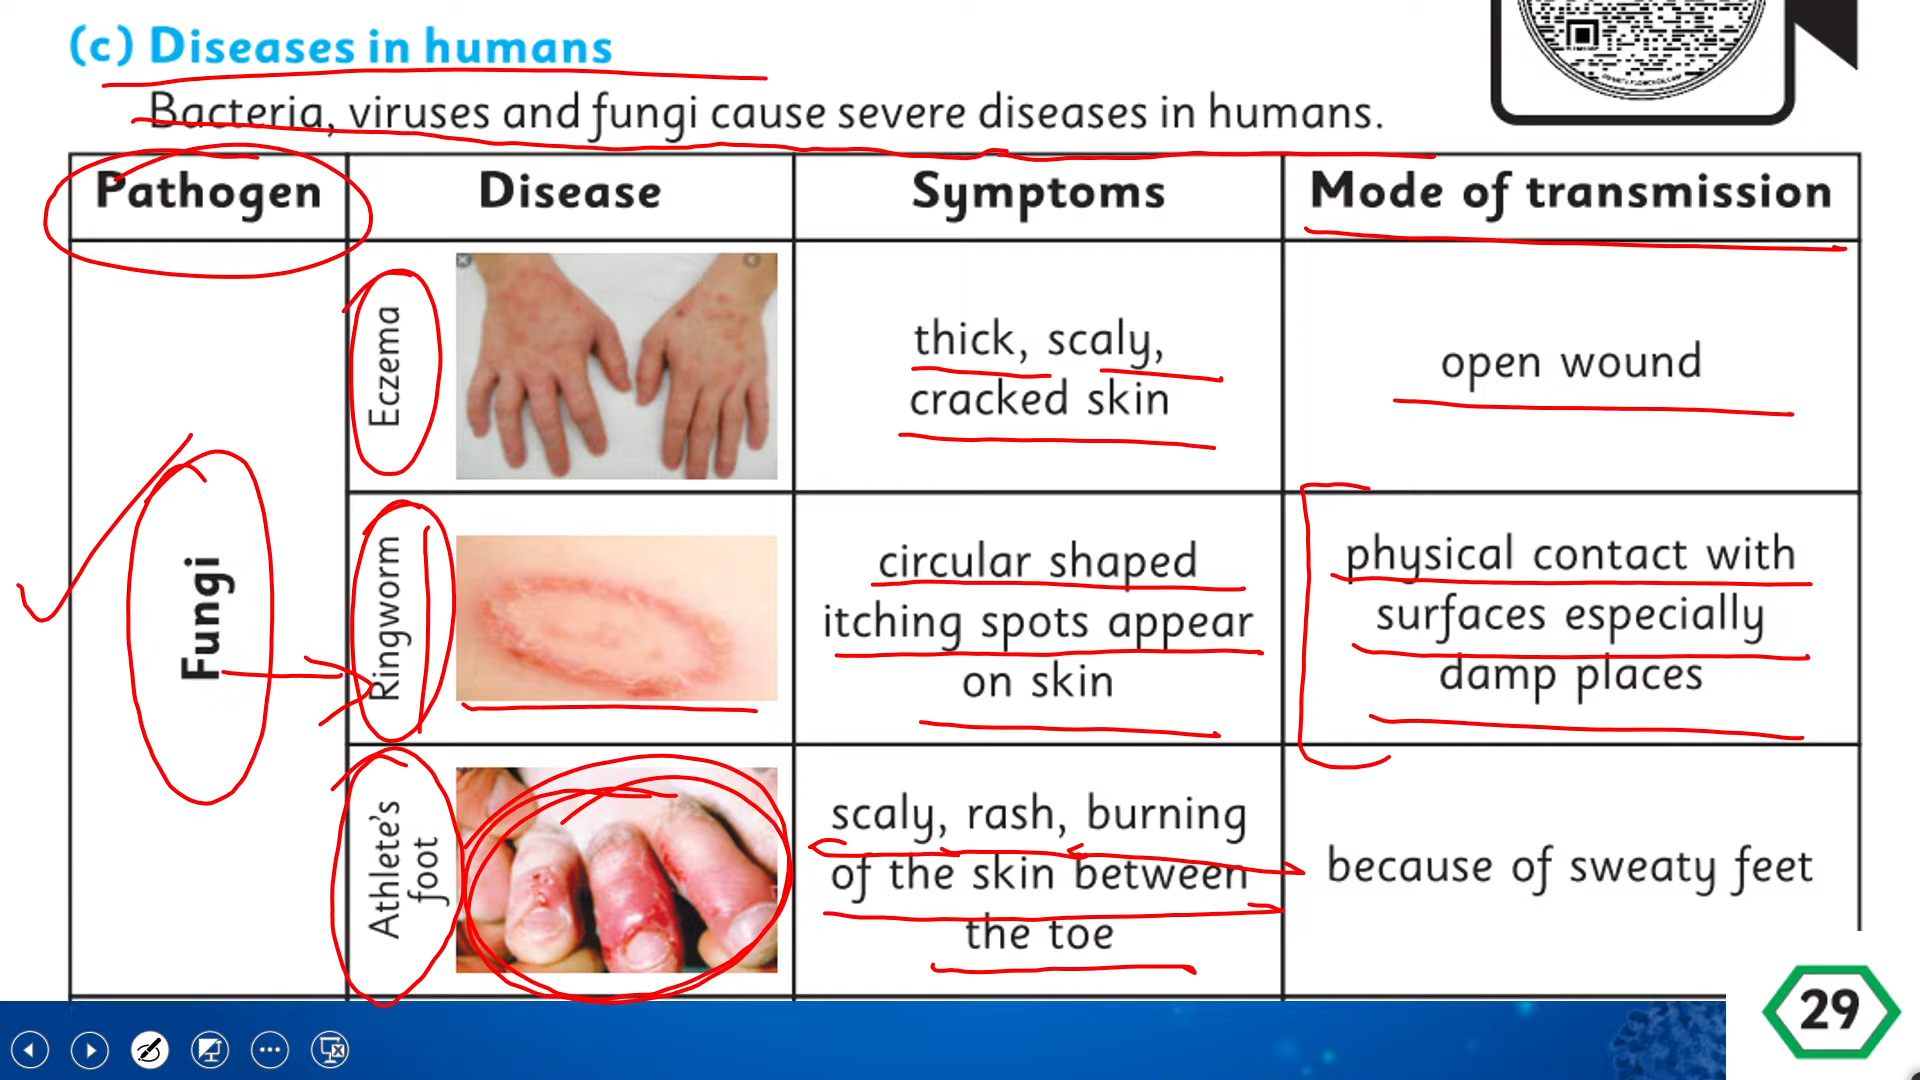 (c) Diseases in humans
Bacteria, viruses and fungi cause severe diseases in humans.
Pathogen Disease Symptoms Mode of transmission
Fungi
Eczema
thick, scaly,
cracked skin
open wound
Ringworm
circular shaped
itching spots appear
on skin
physical contact with
surfaces especially
damp places
Athlete's
foot
scaly, rash, burning
of the skin between
the toe
because of sweaty feet
29